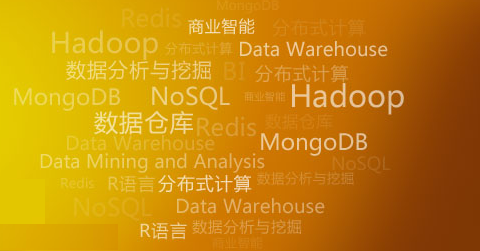 MongoDB
Redis 商业智能 分布式计算
Hadoop 分布式计算 Data Warehouse
数据分析与挖掘 BI 分布式计算
MongoDB NoSQL 商业智能 Hadoop
数据仓库 Redis 数据仓库
Data Warehouse MongoDB
Data Mining and Analysis NoSQL
Redis R语言 分布式计算 数据分析与挖掘
NoSQL Data Warehouse
R语言 数据分析与挖掘
商业智能